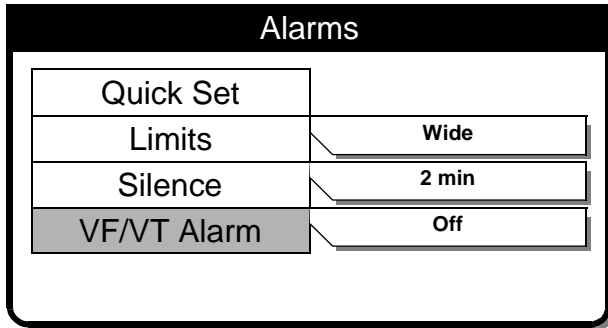 Alarms
Quick Set
Limits Wide
Silence 2 min
VF/VT Alarm Off